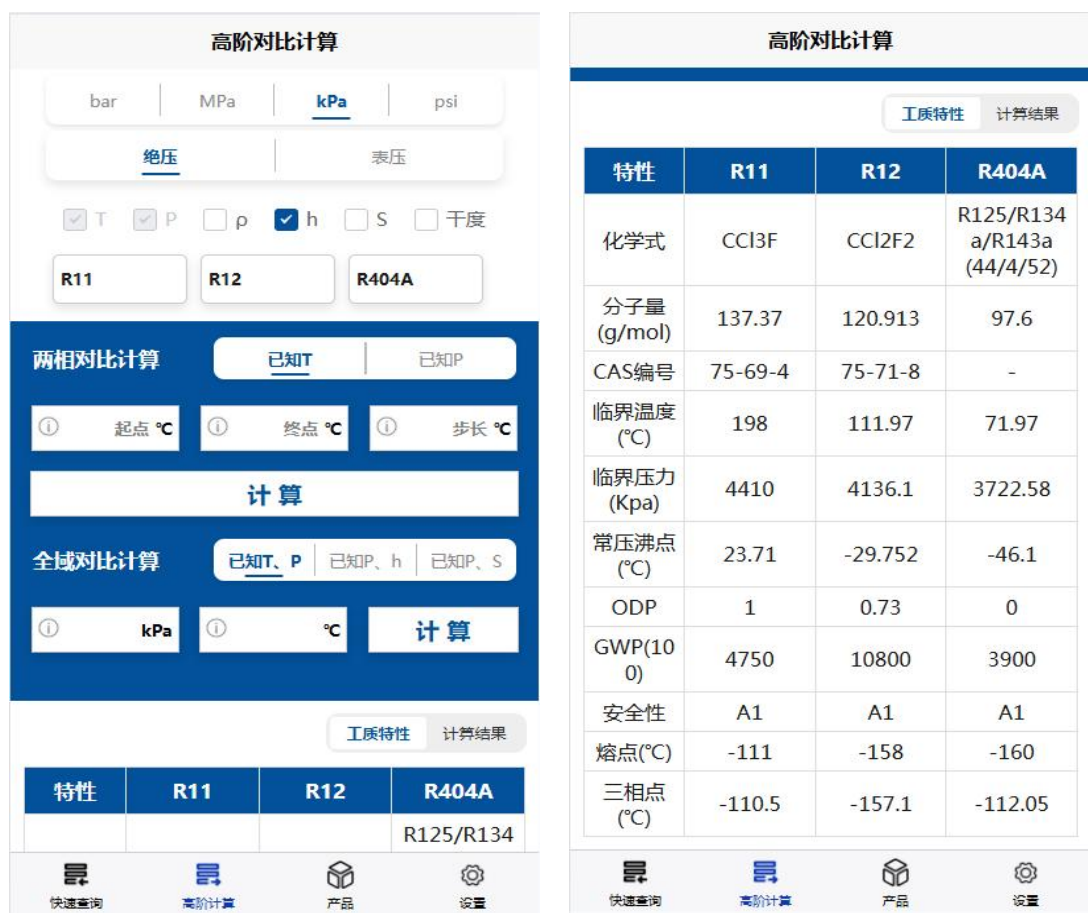 高阶对比计算
bar MPa kPa psi
绝压 表压
T P ρ h S 干度
R11 R12 R404A
两相对比计算 已知T 已知P
起点 ℃ 终点 ℃ 步长 ℃
计 算
全域对比计算 已知T、P 已知P、h 已知P、S
kPa ℃ 计 算
工质特性 计算结果
特性 R11 R12 R404A
R125/R134
快速查询 高阶计算 产品 设置
高阶对比计算
工质特性 计算结果
特性 R11 R12 R404A
化学式 CCl3F CCl2F2 R125/R134
a/R143a
(44/4/52)
分子量
(g/mol) 137.37 120.913 97.6
CAS编号 75-69-4 75-71-8 -
临界温度
(℃) 198 111.97 71.97
临界压力
(Kpa) 4410 4136.1 3722.58
常压沸点
(℃) 23.71 -29.752 -46.1
ODP 1 0.73 0
GWP(10
0) 4750 10800 3900
安全性 A1 A1 A1
熔点(℃) -111 -158 -160
三相点
(℃) -110.5 -157.1 -112.05
快速查询 高阶计算 产品 设置